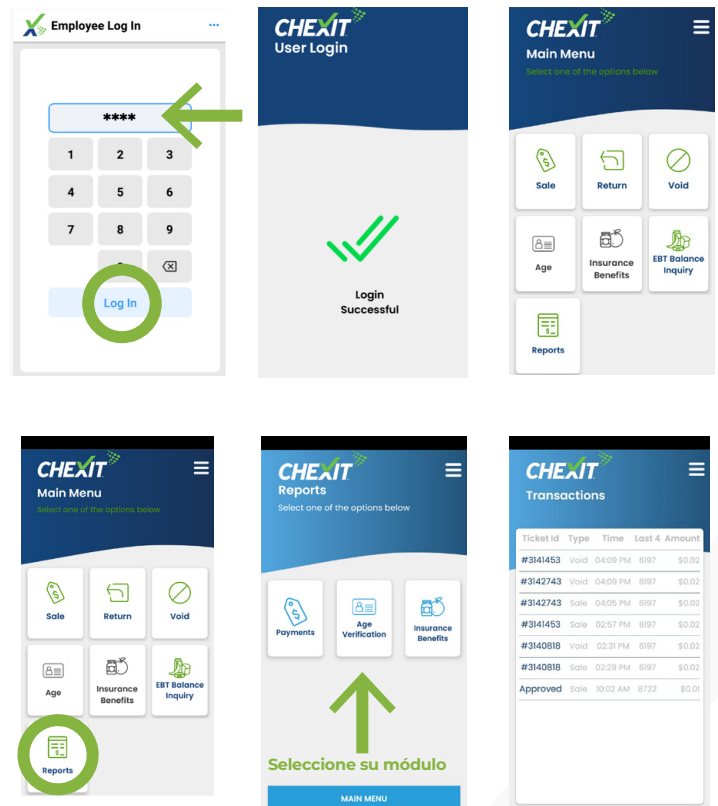 Employee Log In
...
****
1 2 3
4 5 6
7 8 9
Log In
CHEXIT
User Login
Login
Successful
CHEXIT
Main Menu
Select one of the options below
Sale
Return
Void
Age
Insurance
Benefits
EBT Balance
Inquiry
Reports
CHEXIT
Main Menu
Select one of the options below
Sale
Return
Void
Age
Insurance
Benefits
EBT Balance
Inquiry
Reports
CHEXIT
Reports
Select one of the options below
Payments
Age
Verification
Insurance
Benefits
Seleccione su módulo
MAIN MENU
CHEXIT
Transactions
Ticket Id Type Time Last 4 Amount
#3141453 Void 04:09 PM 6197 $0.02
#3142743 Void 04:09 PM 6197 $0.02
#3142743 Sale 04:05 PM 6197 $0.02
#3141453 Sale 02:57 PM 6197 $0.02
#3140818 Void 02:31 PM 6197 $0.02
#3140818 Sale 02:29 PM 6197 $0.02
Approved Sale 10:02 AM 8722 $0.01